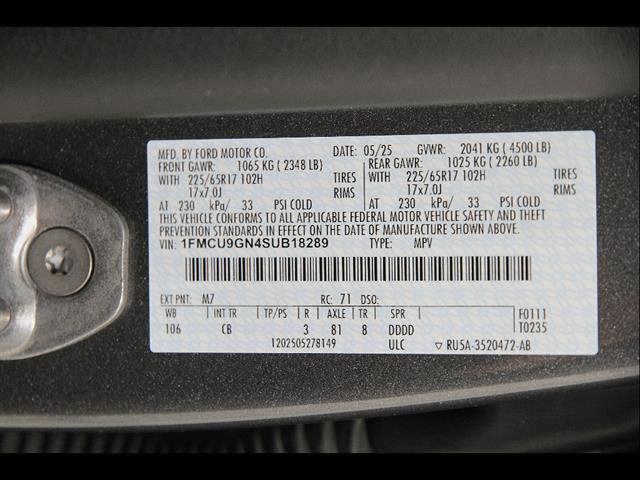 MFD. BY FORD MOTOR CO. DATE: 05/25 GVWR: 2041 KG ( 4500 LB)
FRONT GAWR: 1065 KG ( 2348 LB) REAR GAWR: 1025 KG ( 2260 LB)
WITH 225/65R17 102H TIRES WITH 225/65R17 102H TIRES
17x7.0J RIMS 17x7.0J RIMS
AT 230 kPa/ 33 PSI COLD AT 230 kPa/ 33 PSI COLD
THIS VEHICLE CONFORMS TO ALL APPLICABLE FEDERAL MOTOR VEHICLE SAFETY AND THEFT
PREVENTION STANDARDS IN EFFECT ON THE DATE OF MANUFACTURE SHOWN ABOVE.
VIN: 1FMCU9GN4SUB18289 TYPE: MPV
EXT PNT: M7 RC: 71 DSO:
WB INT TR TP/PS R AXLE TR SPR F0111
106 CB 3 81 8 DDDD T0235
1202505278149 ULC ▽ RU5A-3520472-AB